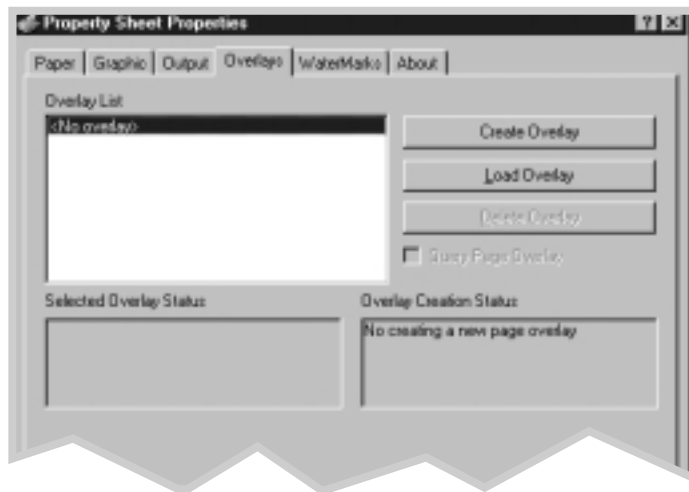 Property Sheet Properties
Paper Graphic Output Overlays WaterMarks About
Overlay List
<No overlay>
Create Overlay
Load Overlay
Delete Overlay
Query Page Overlay
Selected Overlay Status
Overlay Creation Status
No creating a new page overlay